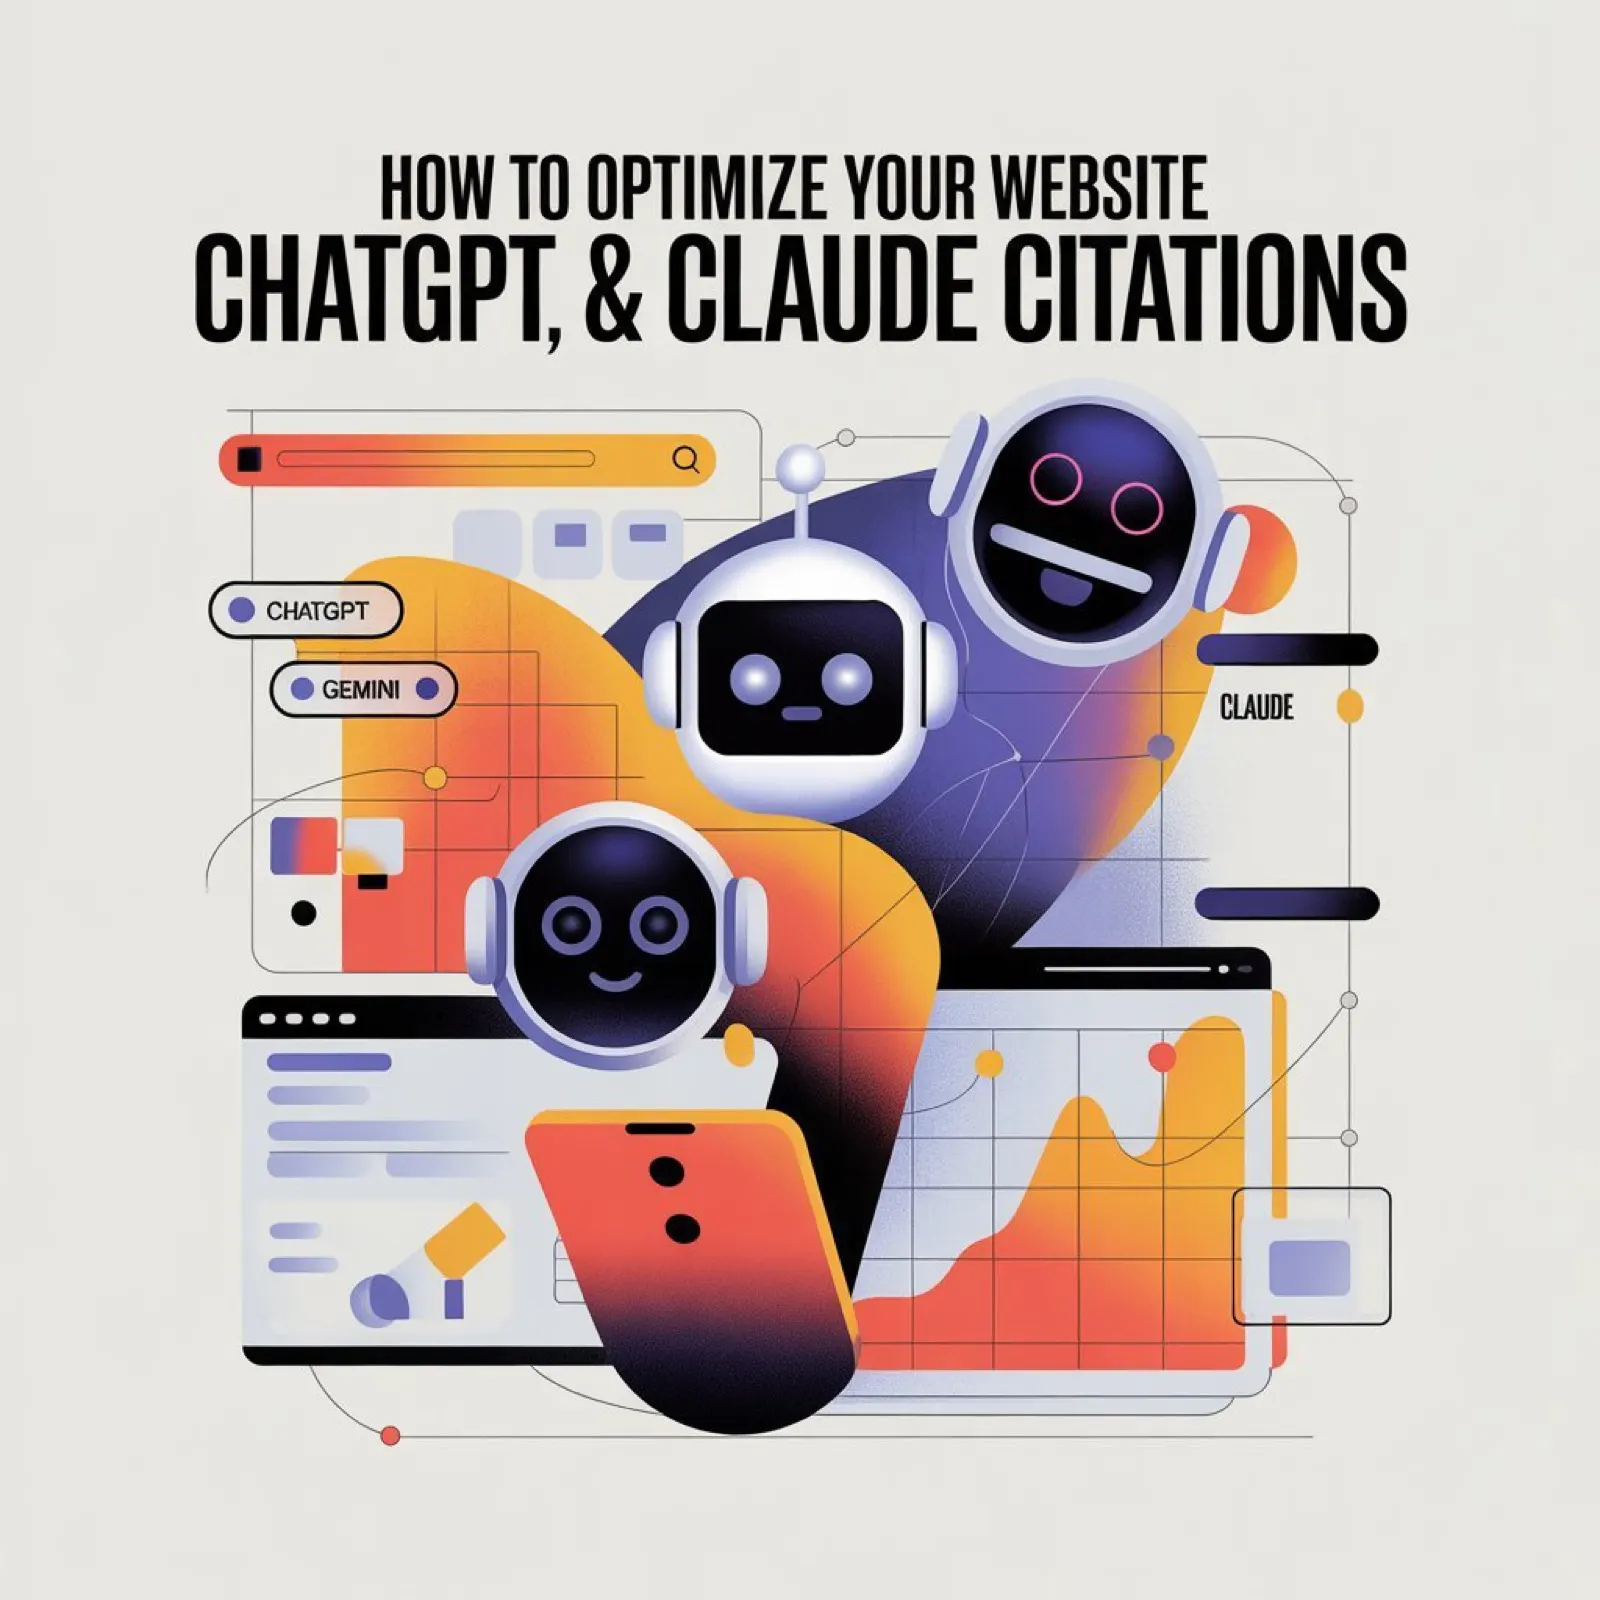 HOW TO OPTIMIZE YOUR WEBSITE
CHATGPT, & CLAUDE CITATIONS
CHATGPT
GEMINI
CLAUDE